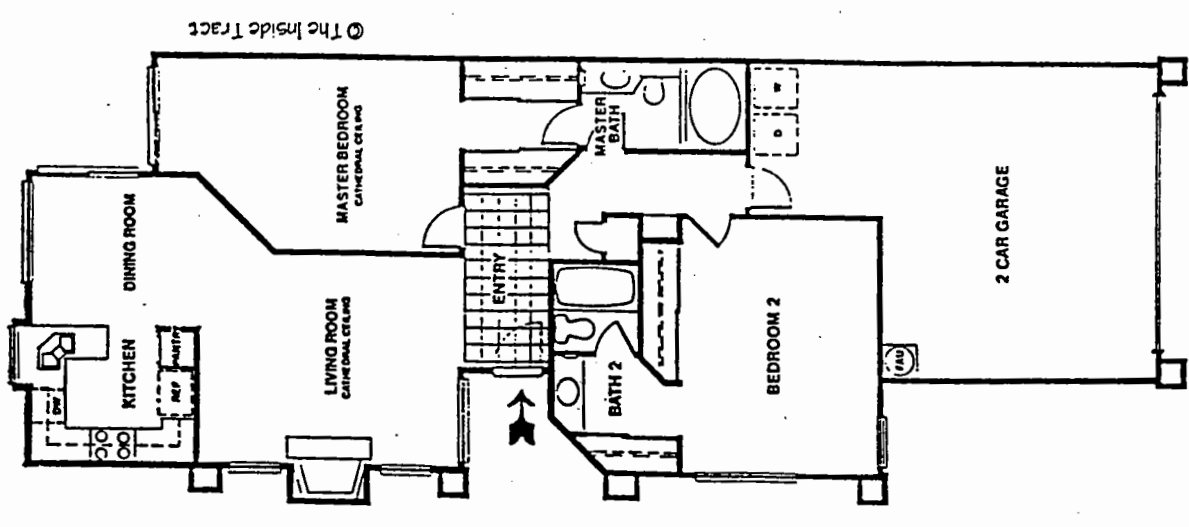 © The Inside Tract
MASTER BEDROOM
CATHEDRAL CEILING
MASTER
BATH
W
D
DINING ROOM
KITCHEN
PANTRY
REF
DW
LIVING ROOM
CATHEDRAL CEILING
ENTRY
BATH 2
BEDROOM 2
FAU
2 CAR GARAGE